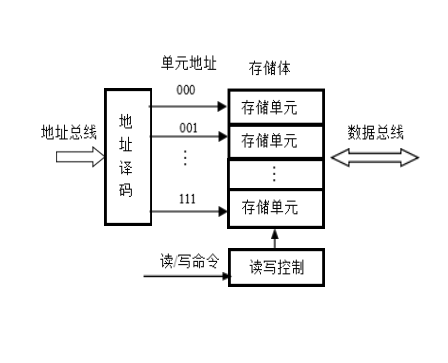 单元地址
存储体
000
存储单元
地址总线
地址译码
001
存储单元
数据总线
⋮
⋮
111
存储单元
读/写命令
读写控制